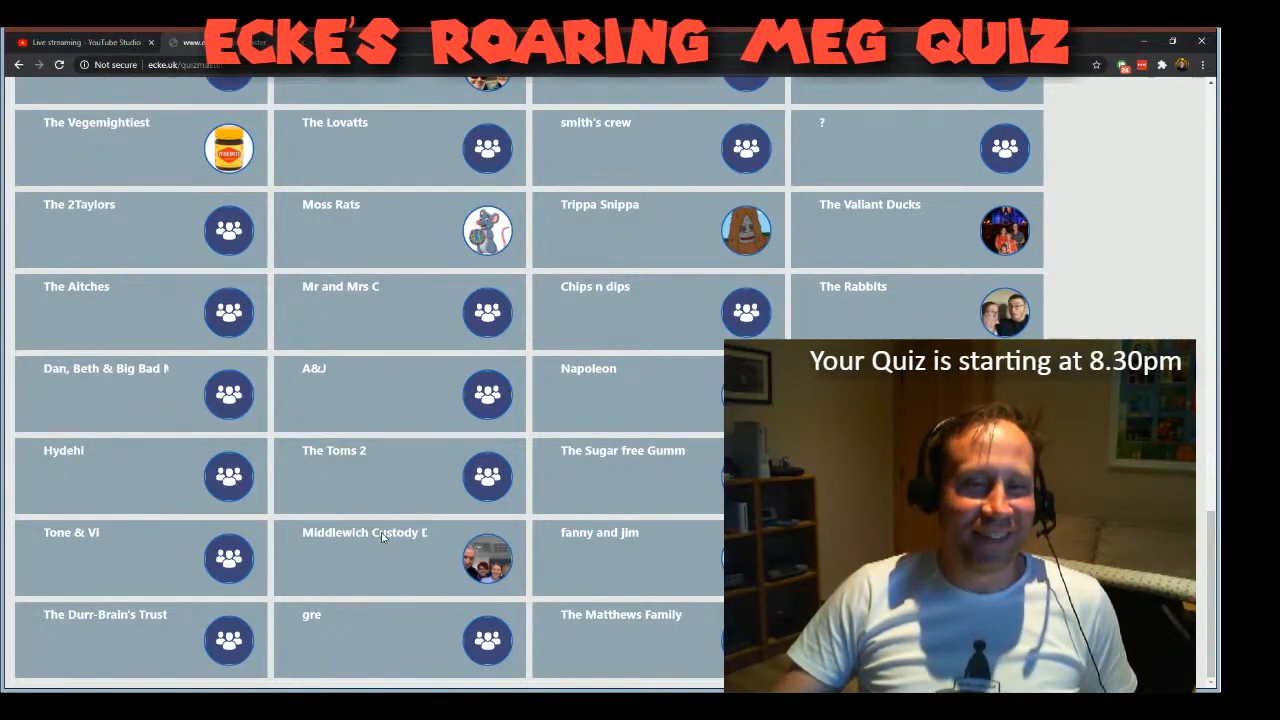 ECKE'S ROARING MEG QUIZ
Live streaming - YouTube Studio
Not secure
ecke.uk/quizmaster
24
The Vegemightiest
The Lovatts
smith's crew
?
The 2Taylors
Moss Rats
Trippa Snippa
The Valiant Ducks
The Aitches
Mr and Mrs C
Chips n dips
The Rabbits
Your Quiz is starting at 8.30pm
Dan, Beth & Big Bad
A&J
Napoleon
Hydehi
The Toms 2
The Sugar free Gumm
Tone & Vi
Middlewich Custody
fanny and jim
The Durr-Brain's Trust
gre
The Matthews Family